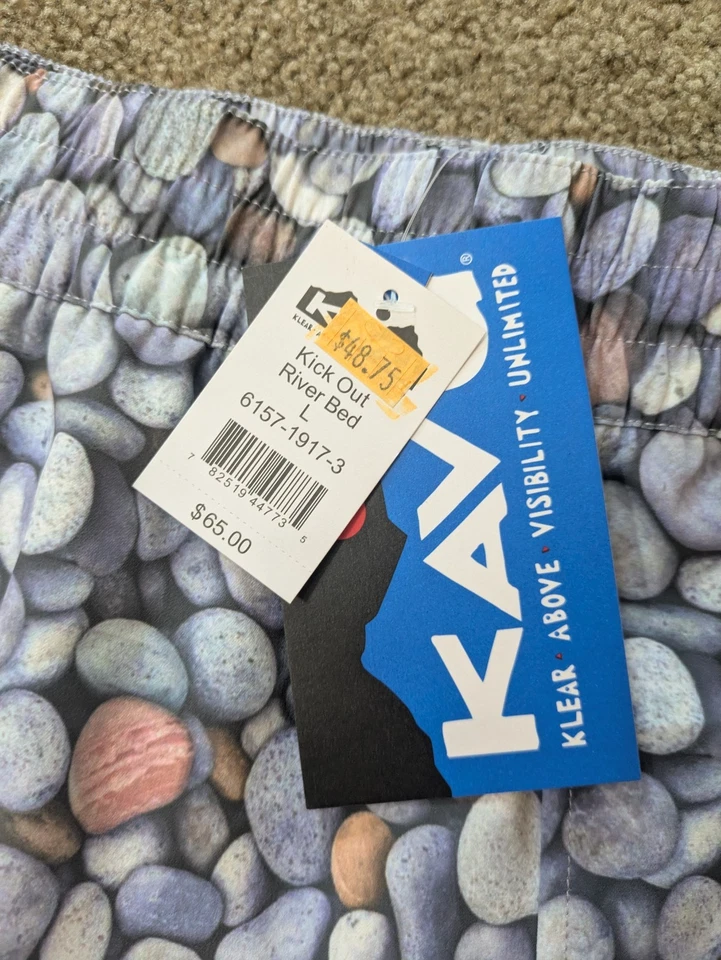 KLEAR
$48.75
Kick Out
River Bed
L
6157-1917-3
7 82519 44773 5
$65.00
KAVU
®
KLEAR · ABOVE · VISIBILITY · UNLIMITED